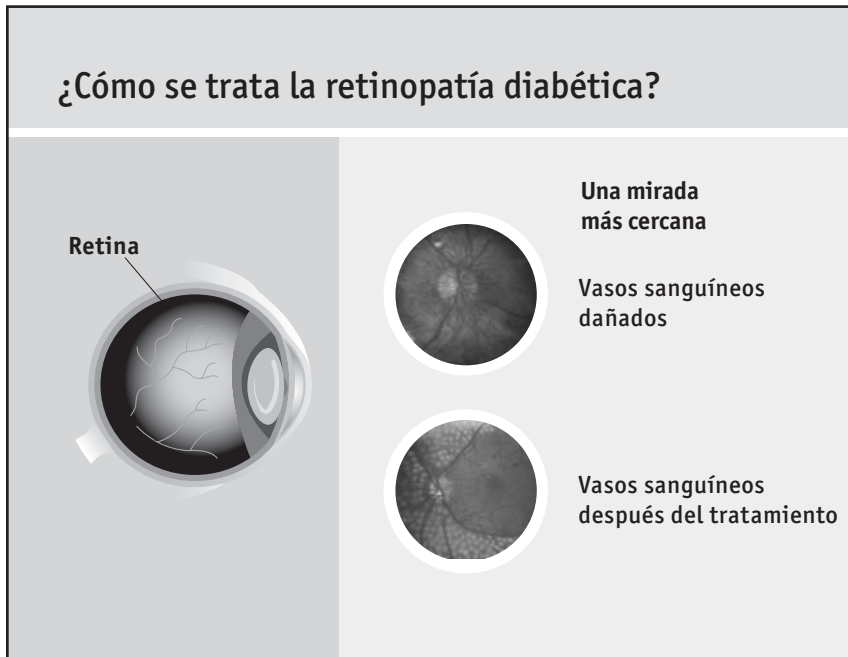 ¿Cómo se trata la retinopatía diabética?
Retina
Una mirada
más cercana
Vasos sanguíneos
dañados
Vasos sanguíneos
después del tratamiento